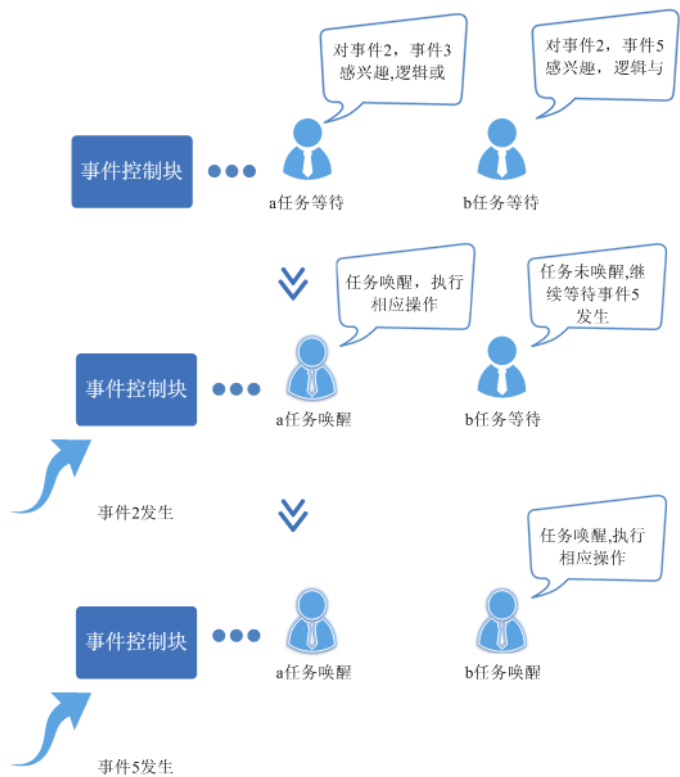 对事件2，事件3
感兴趣,逻辑或
对事件2，事件5
感兴趣，逻辑与
事件控制块
a任务等待
b任务等待
任务唤醒，执行
相应操作
任务未唤醒,继
续等待事件5
发生
事件控制块
a任务唤醒
b任务等待
事件2发生
任务唤醒,执行
相应操作
事件控制块
a任务唤醒
b任务唤醒
事件5发生